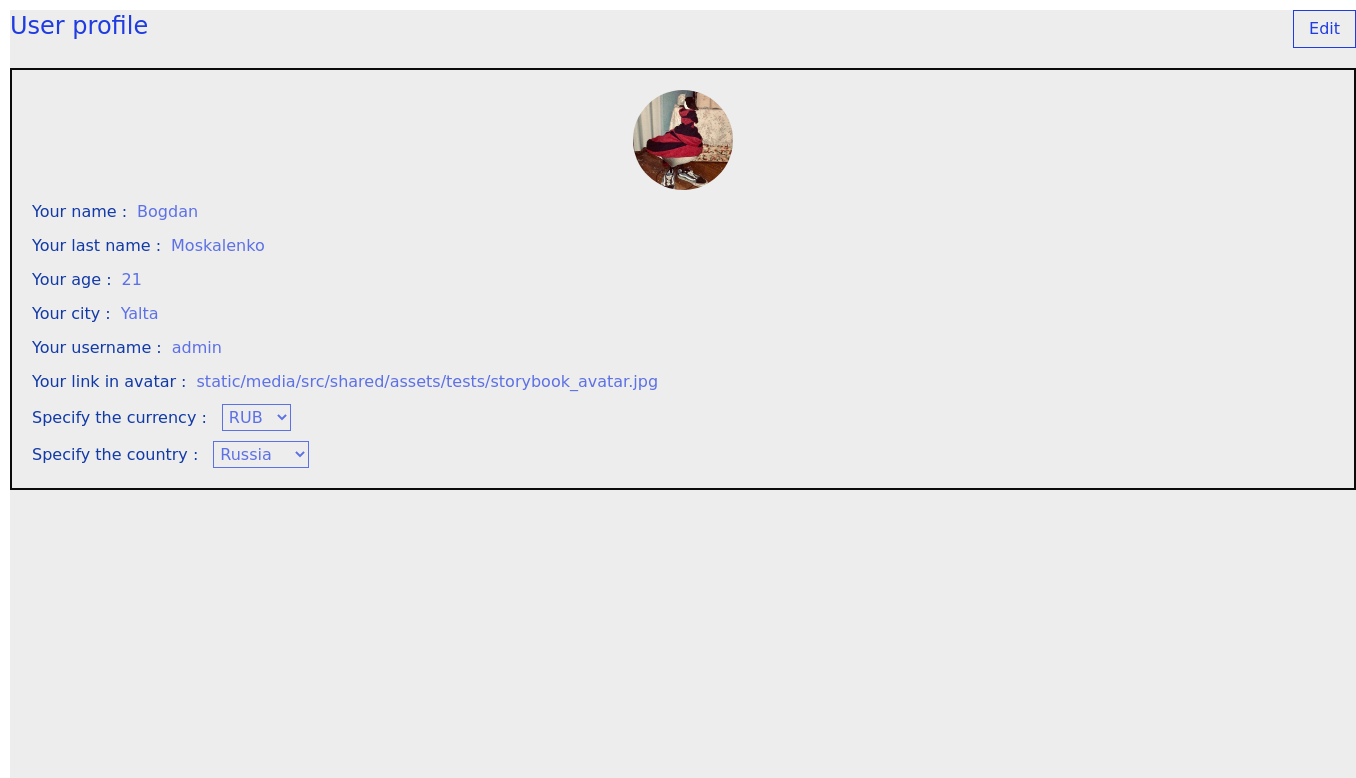 User profile
Edit
Your name : Bogdan
Your last name : Moskalenko
Your age : 21
Your city : Yalta
Your username : admin
Your link in avatar : static/media/src/shared/assets/tests/storybook_avatar.jpg
Specify the currency : RUB
Specify the country : Russia